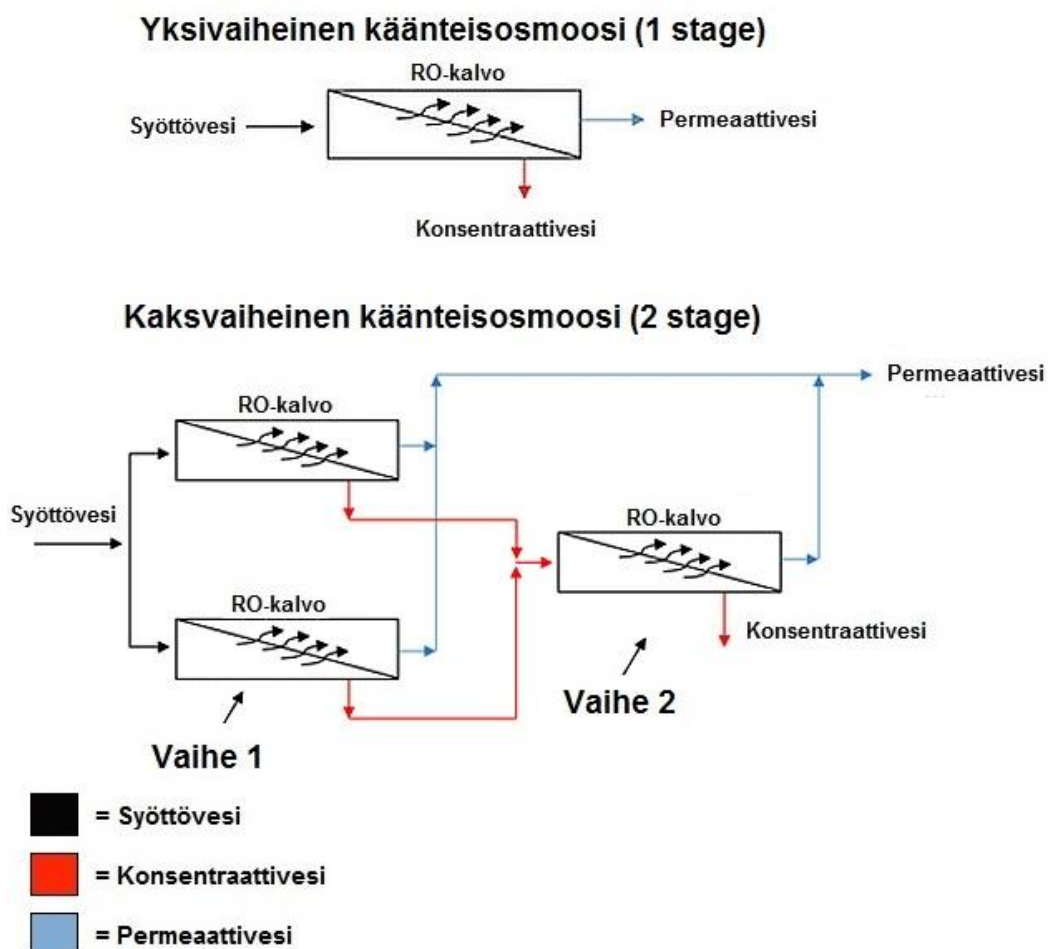 Yksivaiheinen käänteisosmoosi (1 stage)
RO-kalvo
Syöttövesi
Permeaattivesi
Konsentraattivesi
Kaksvaiheinen käänteisosmoosi (2 stage)
Permeaattivesi
RO-kalvo
Syöttövesi
RO-kalvo
RO-kalvo
Konsentraattivesi
Vaihe 2
Vaihe 1
= Syöttövesi
= Konsentraattivesi
= Permeaattivesi